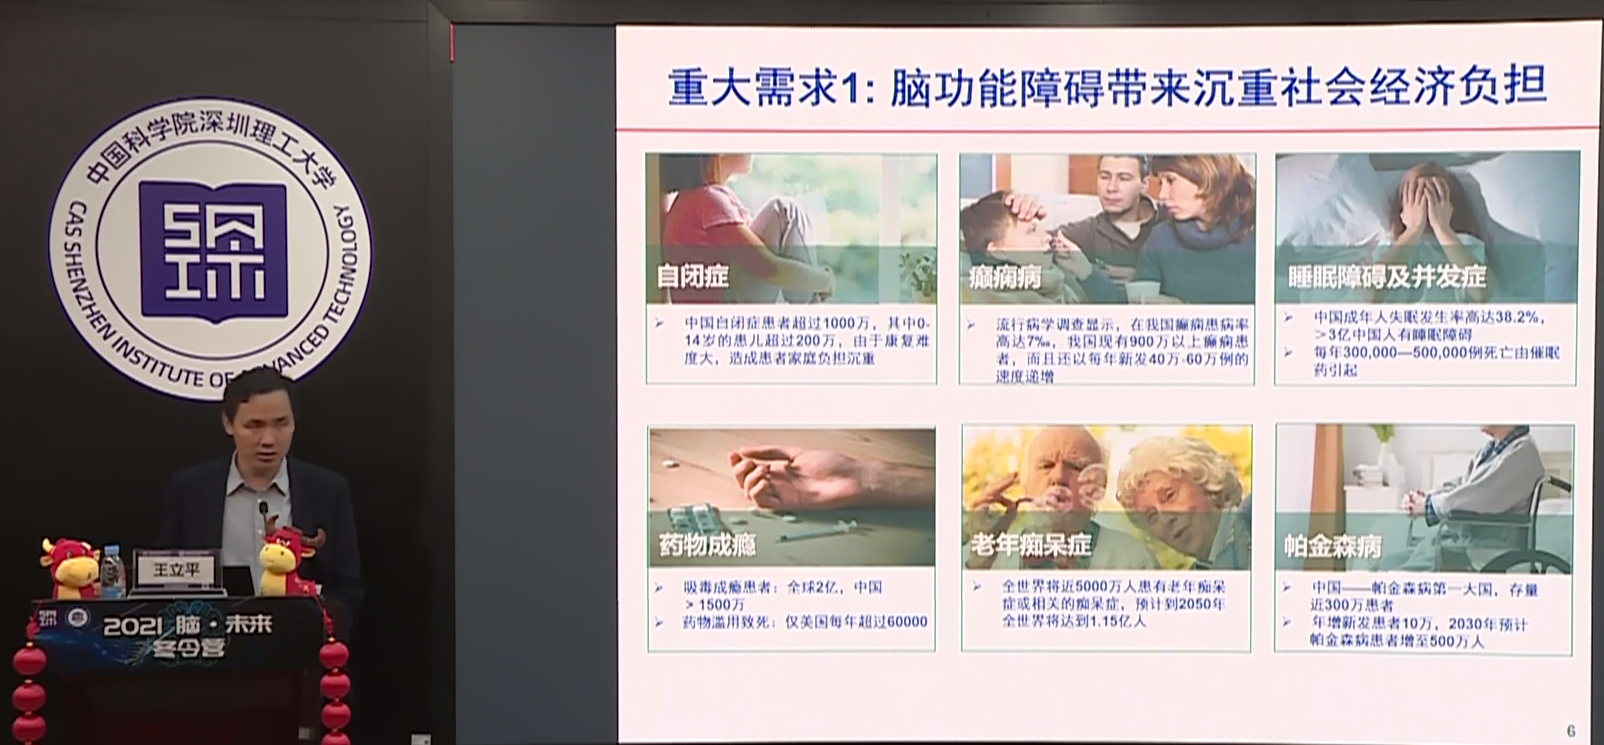 中国科学院深圳理工大学
CAS SHENZHEN INSTITUTE OF ADVANCED TECHNOLOGY
深理工
王立平
2021 脑·未来
冬令营
重大需求1: 脑功能障碍带来沉重社会经济负担
自闭症
➢ 中国自闭症患者超过1000万，其中0-
14岁的患儿超过200万，由于康复难
度大，造成患者家庭负担沉重
癫痫病
➢ 流行病学调查显示，在我国癫痫患病率
高达7‰，我国现有900万以上癫痫患
者，而且还以每年新发40万-60万例的
速度递增
睡眠障碍及并发症
➢ 中国成年人失眠发生率高达38.2%，
＞3亿中国人有睡眠障碍
➢ 每年300,000—500,000例死亡由催眠
药引起
药物成瘾
➢ 吸毒成瘾患者：全球2亿，中国
> 1500万
➢ 药物滥用致死：仅美国每年超过60000
老年痴呆症
➢ 全世界将近5000万人患有老年痴呆
症或相关的痴呆症，预计到2050年
全世界将达到1.15亿人
帕金森病
➢ 中国——帕金森病第一大国，存量
近300万患者
➢ 年增新发患者10万，2030年预计
帕金森病患者增至500万人
6